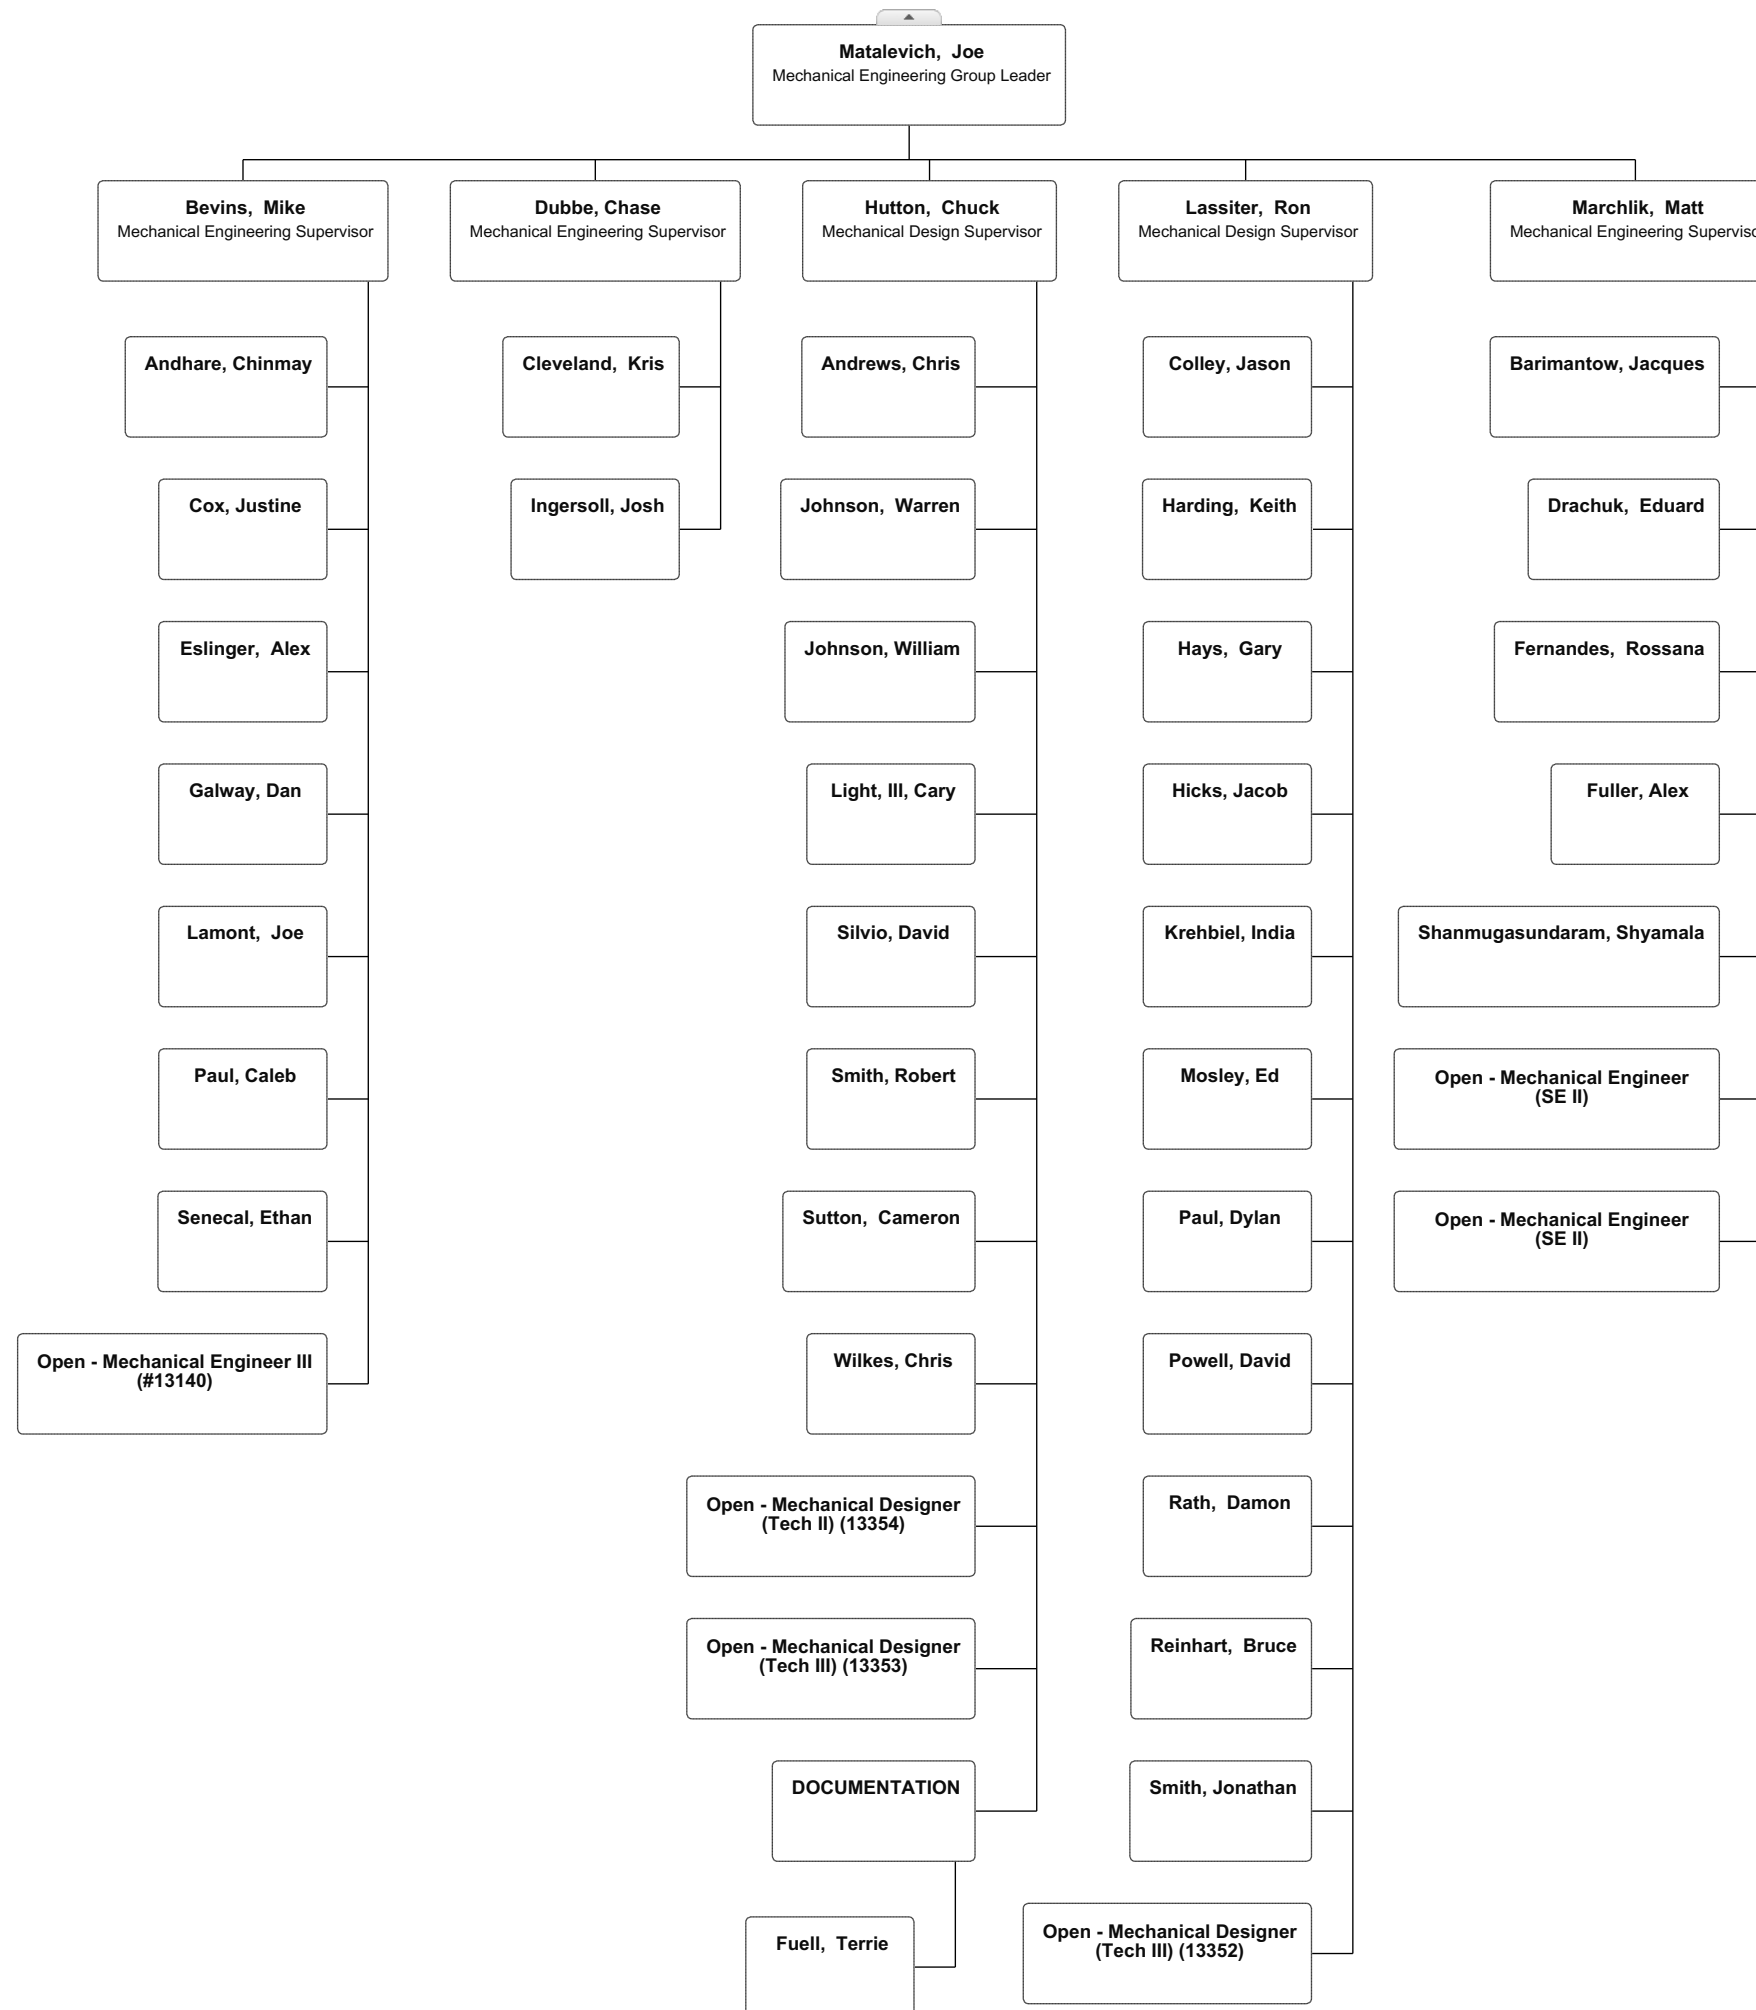 Matalevich, Joe
Mechanical Engineering Group Leader
Bevins, Mike
Mechanical Engineering Supervisor
Dubbe, Chase
Mechanical Engineering Supervisor
Hutton, Chuck
Mechanical Design Supervisor
Lassiter, Ron
Mechanical Design Supervisor
Marchlik, Matt
Mechanical Engineering Superviso
Andhare, Chinmay
Cox, Justine
Eslinger, Alex
Galway, Dan
Lamont, Joe
Paul, Caleb
Senecal, Ethan
Open - Mechanical Engineer III
(#13140)
Cleveland, Kris
Ingersoll, Josh
Andrews, Chris
Johnson, Warren
Johnson, William
Light, III, Cary
Silvio, David
Smith, Robert
Sutton, Cameron
Wilkes, Chris
Open - Mechanical Designer
(Tech II) (13354)
Open - Mechanical Designer
(Tech III) (13353)
DOCUMENTATION
Fuell, Terrie
Colley, Jason
Harding, Keith
Hays, Gary
Hicks, Jacob
Krehbiel, India
Mosley, Ed
Paul, Dylan
Powell, David
Rath, Damon
Reinhart, Bruce
Smith, Jonathan
Open - Mechanical Designer
(Tech III) (13352)
Barimantow, Jacques
Drachuk, Eduard
Fernandes, Rossana
Fuller, Alex
Shanmugasundaram, Shyamala
Open - Mechanical Engineer
(SE II)
Open - Mechanical Engineer
(SE II)